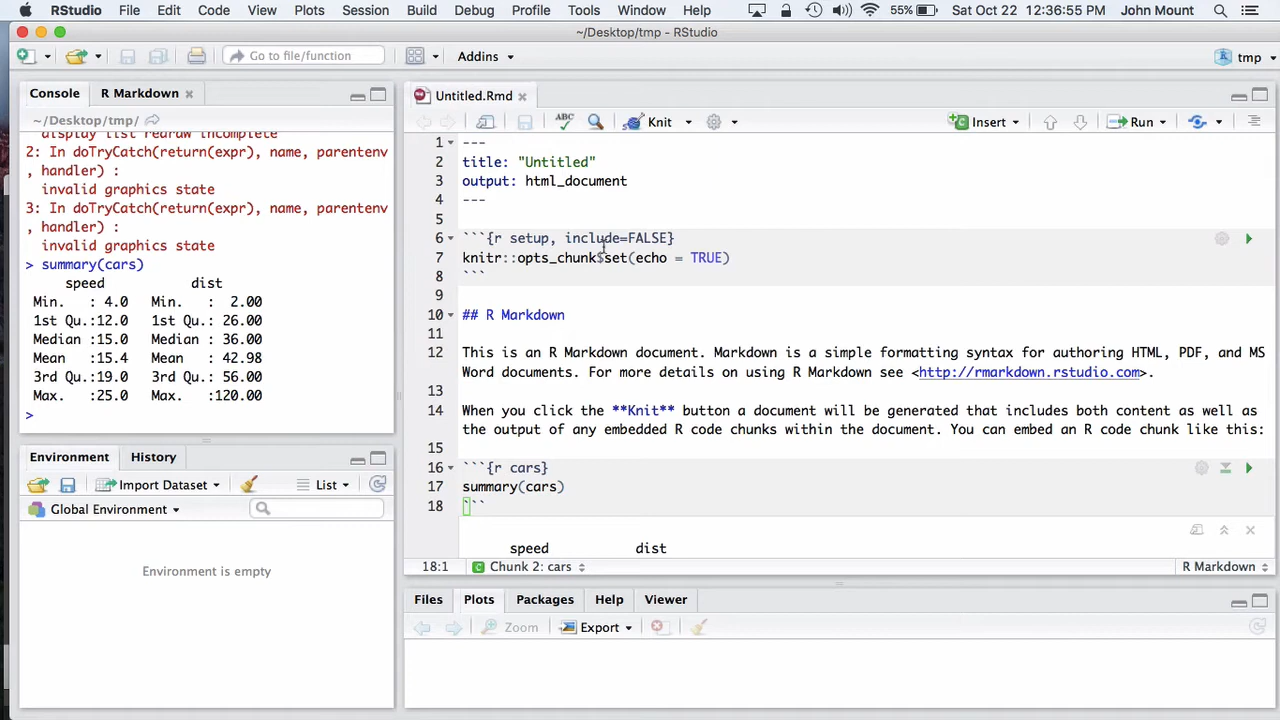 RStudio File Edit Code View Plots Session Build Debug Profile Tools Window Help 55% Sat Oct 22 12:36:55 PM John Mount
~/Desktop/tmp - RStudio
Go to file/function Addins tmp
Console R Markdown
~/Desktop/tmp/
display list redraw incomplete
2: In doTryCatch(return(expr), name, parentenv
, handler) :
invalid graphics state
3: In doTryCatch(return(expr), name, parentenv
, handler) :
invalid graphics state
> summary(cars)
speed dist
Min. : 4.0 Min. : 2.00
1st Qu.:12.0 1st Qu.: 26.00
Median :15.0 Median : 36.00
Mean :15.4 Mean : 42.98
3rd Qu.:19.0 3rd Qu.: 56.00
Max. :25.0 Max. :120.00
>
Environment History
Import Dataset List
Global Environment
Environment is empty
Untitled.Rmd
ABC Knit Insert Run
1 ---
2 title: "Untitled"
3 output: html_document
4 ---
5
6 ```{r setup, include=FALSE}
7 knitr::opts_chunk$set(echo = TRUE)
8 ```
9
10 ## R Markdown
11
12 This is an R Markdown document. Markdown is a simple formatting syntax for authoring HTML, PDF, and MS
Word documents. For more details on using R Markdown see <http://rmarkdown.rstudio.com>.
13
14 When you click the **Knit** button a document will be generated that includes both content as well as
the output of any embedded R code chunks within the document. You can embed an R code chunk like this:
15
16 ```{r cars}
17 summary(cars)
18 ```
speed dist
18:1 C Chunk 2: cars R Markdown
Files Plots Packages Help Viewer
Zoom Export